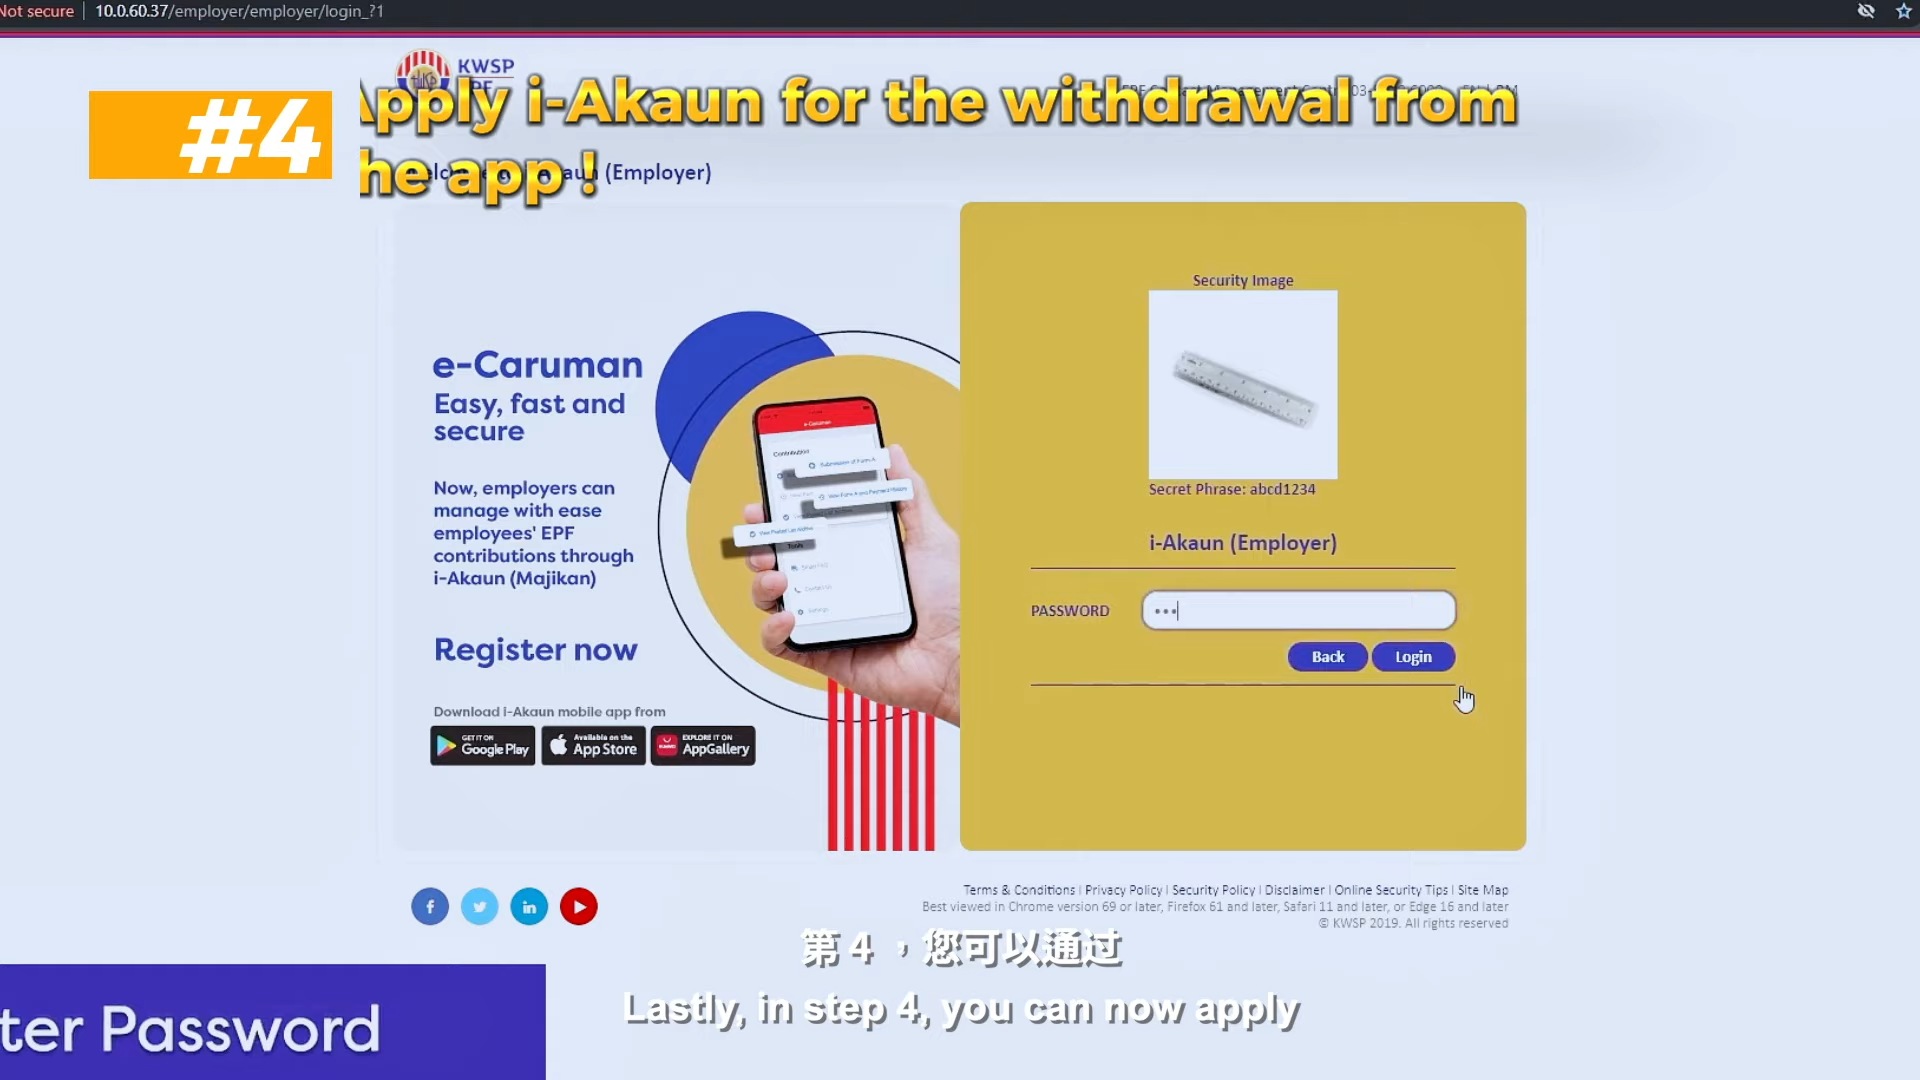 Not secure | 10.0.60.37/employer/employer/login_?1
KWSP
#4
Apply i-Akaun for the withdrawal from
the app !
(Employer)
Security Image
Secret Phrase: abcd1234
e-Caruman
Easy, fast and
secure
Now, employers can
manage with ease
employees' EPF
contributions through
i-Akaun (Majikan)
Register now
Download i-Akaun mobile app from
GET IT ON
Google Play
Available on the
App Store
EXPLORE IT ON
AppGallery
i-Akaun (Employer)
PASSWORD
Back
Login
Terms & Conditions | Privacy Policy | Security Policy | Disclaimer | Online Security Tips | Site Map
Best viewed in Chrome version 69 or later, Firefox 61 and later, Safari 11 and later, or Edge 16 and later
© KWSP 2019. All rights reserved
第 4 ，您可以通过
Lastly, in step 4, you can now apply
ter Password